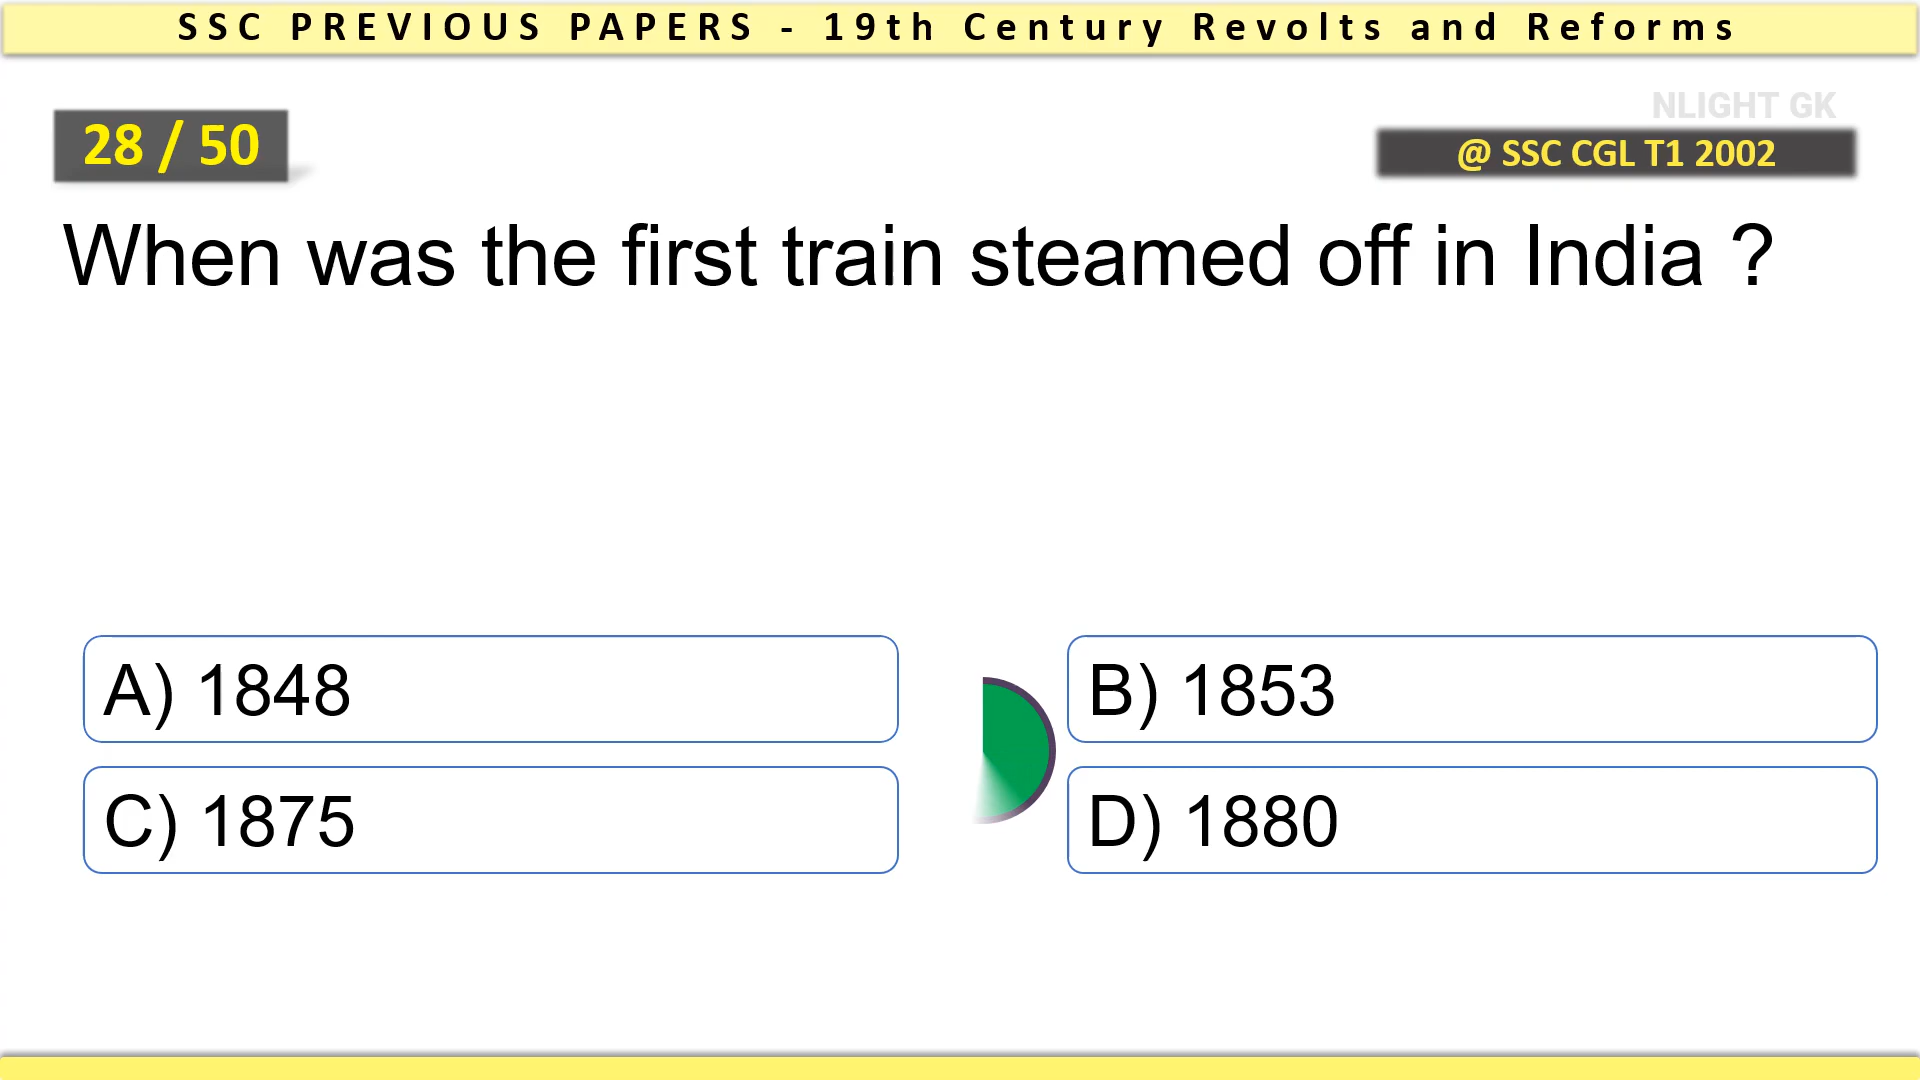 SSC PREVIOUS PAPERS - 19th Century Revolts and Reforms
NLIGHT GK
28 / 50
@ SSC CGL T1 2002
When was the first train steamed off in India ?
A) 1848
B) 1853
C) 1875
D) 1880